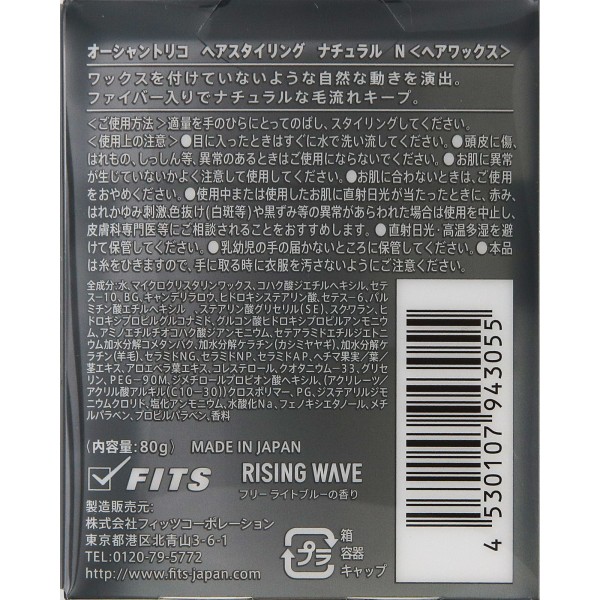 オーシャントリコ ヘアスタイリング ナチュラル N<ヘアワックス>
ワックスを付けていないような自然な動きを演出。
ファイバー入りでナチュラルな毛流れキープ。
<ご使用方法>適量を手のひらにとってのばし、スタイリングしてください。
<使用上の注意>●目に入ったときはすぐに水で洗い流してください。●頭皮に傷、
はれもの、しっしん等、異常のあるときはご使用にならないでください。●お肌に異常
が生じていないかよく注意してください。●お肌に合わないときは、ご使用
をおやめください。●使用中または使用したお肌に直射日光が当たったときに、赤み、
はれかゆみ刺激色抜け(白斑等)や黒ずみ等の異常があらわれた場合は使用を中止し、
皮膚科専門医等にご相談されることをおすすめします。●直射日光・高温多湿を避け
て保管してください。●乳幼児の手の届かないところに保管してください。●本品
は糸をひきますので、手に取る時に衣服を汚さないようにご注意ください。
全成分:水、マイクロクリスタリンワックス、コハク酸ジエチルヘキシル、セテ
ス-10、BG、キャンデリラロウ、ヒドロキシステアリン酸、セテス-6、パル
ミチン酸エチルヘキシル、ステアリン酸グリセリル(SE)、スクワラン、ヒ
ドロキシプロピルグルコナミド、グルコン酸ヒドロキシプロピルアンモニウ
ム、アミノエチルチオコハク酸ジアンモニウム、セテアラミドエチルジエトニ
ウム加水分解コメタンパク、加水分解ケラチン(カシミヤヤギ)、加水分解ケ
ラチン(羊毛)、セラミドNG、セラミドNP、セラミドAP、ヘチマ果実/葉/
茎エキス、アロエベラ葉エキス、コレステロール、クオタニウム-33、グリセ
リン、PEG-90M、ジメチロールプロピオン酸ヘキシル、(アクリレーツ/
アクリル酸アルキル(C10-30))クロスポリマー、PG、ジステアリルジモ
ニウムクロリド、塩化アンモニウム、水酸化Na、フェノキシエタノール、メチ
ルパラベン、プロピルパラベン、香料
(内容量:80g) MADE IN JAPAN
FITS RISING WAVE
フリー ライトブルーの香り
製造販売元:
株式会社フィッツコーポレーション
東京都港区北青山3-6-1
TEL:0120-79-5772
http://www.fits-japan.com
プラ
箱
容器
キャップ
4 530107 943055